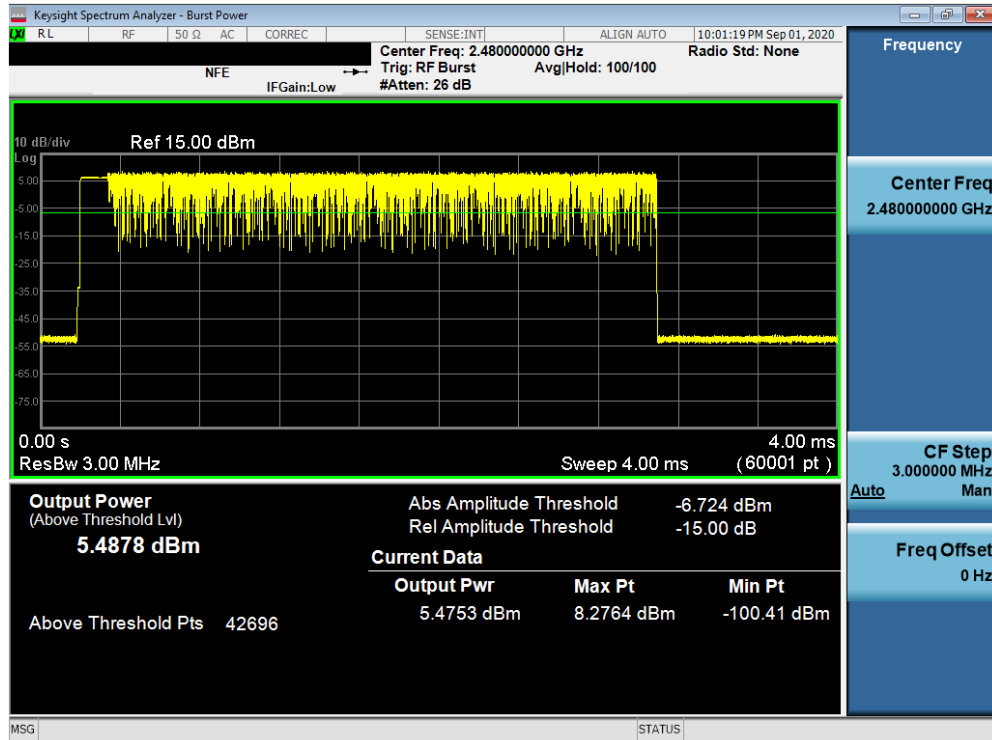 Keysight Spectrum Analyzer - Burst Power
LXI RL RF 50 Ω AC CORREC SENSE:INT ALIGN AUTO 10:01:19 PM Sep 01, 2020
Center Freq: 2.480000000 GHz Radio Std: None
NFE Trig: RF Burst Avg|Hold: 100/100
IFGain:Low #Atten: 26 dB
Frequency
10 dB/div Ref 15.00 dBm
Log
5.00
-5.00
-15.0
-25.0
-35.0
-45.0
-55.0
-65.0
-75.0
0.00 s 4.00 ms
ResBw 3.00 MHz Sweep 4.00 ms (60001 pt)
Output Power
(Above Threshold Lvl)
5.4878 dBm
Abs Amplitude Threshold -6.724 dBm
Rel Amplitude Threshold -15.00 dB
Current Data
Output Pwr Max Pt Min Pt
5.4753 dBm 8.2764 dBm -100.41 dBm
Above Threshold Pts 42696
Center Freq
2.480000000 GHz
CF Step
3.000000 MHz
Auto Man
Freq Offset
0 Hz
MSG STATUS